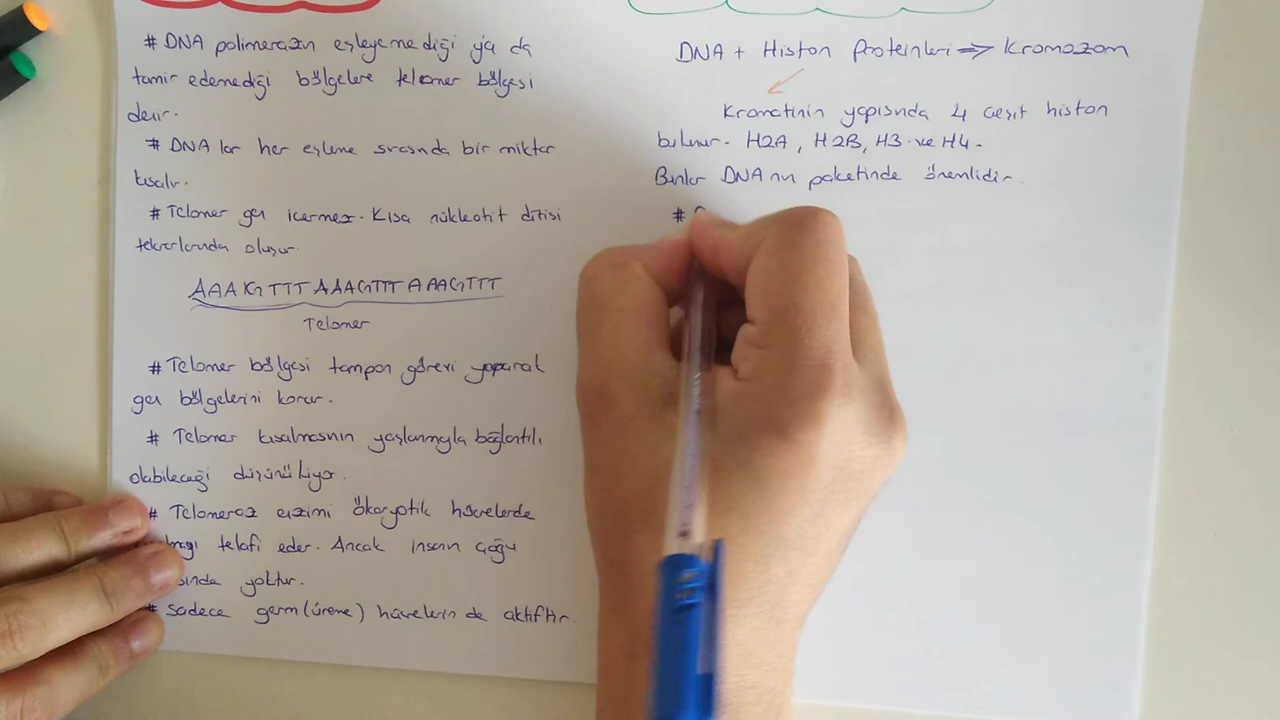 # DNA polimerazın eşleyemediği ya da
tamir edemediği bölgelere telomer bölgesi
denir.
# DNA lar her eşleme sırasında bir miktar
kısalır.
# Telomer gen içermez. Kısa nükleotit dizisi
tekrarlarında oluşur.
AAAGTTTAAAGTTTAAAGTTT
Telomer
# Telomer bölgesi tampon görevi yaparak
gen bölgelerini korur.
# Telomer kısalmasının yaşlanmayla bağlantılı
olabileceği düşünülüyor.
# Telomeraz enzimi ökaryotik hücrelerde
telafi eder. Ancak insanın çoğu
yoktur.
# Sadece germ (üreme) hücrelerinde aktiftir.
DNA + Histon Proteinleri ⇒ Kromozom
Kromatinin yapısında 4 çeşit histon
bulunur. H2A, H2B, H3 ve H4.
Bunlar DNA nın paketinde önemlidir.
#